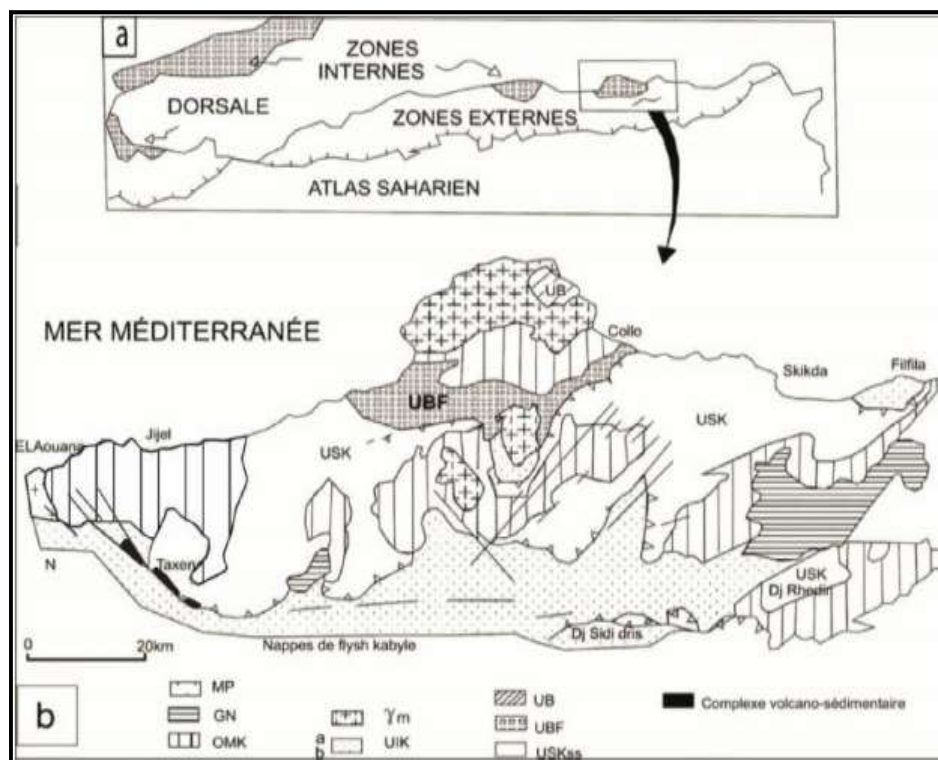 a
ZONES
INTERNES
DORSALE
ZONES EXTERNES
ATLAS SAHARIEN
UB
MER MÉDITERRANÉE
Collo
Skikda
Filfila
UBF
USK
ELAouana
Jijel
USK
N
Taxen
USK
Dj Rhedir
Dj Sidi dris
0
20km
Nappes de flysh kabyle
b
MP
GN
OMK
γm
a
b
UIK
UB
UBF
USKss
Complexe volcano-sédimentaire